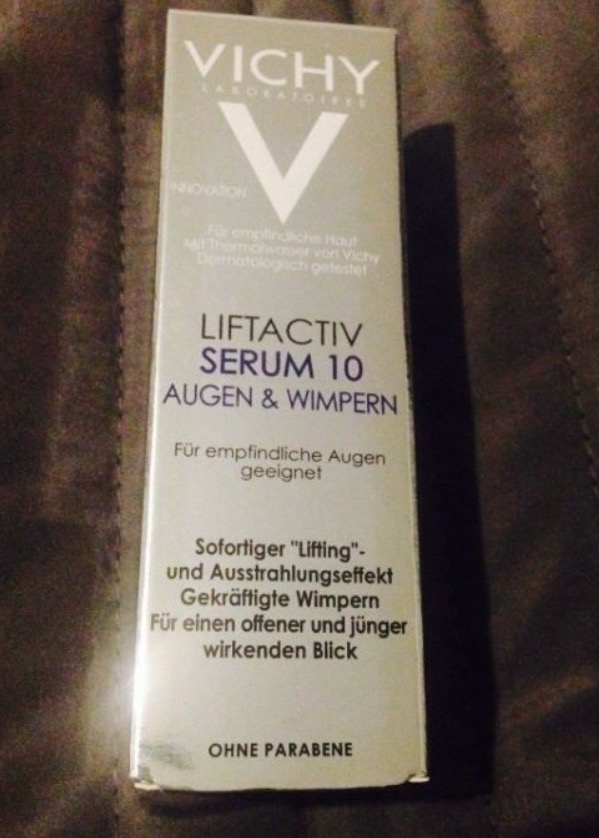 VICHY
LABORATOIRES
V
INNOVATION
Für empfindliche Haut
Mit Thermalwasser von Vichy
Dermatologisch getestet
LIFTACTIV
SERUM 10
AUGEN & WIMPERN
Für empfindliche Augen
geeignet
Sofortiger "Lifting"-
und Ausstrahlungseffekt
Gekräftigte Wimpern
Für einen offener und jünger
wirkenden Blick
OHNE PARABENE